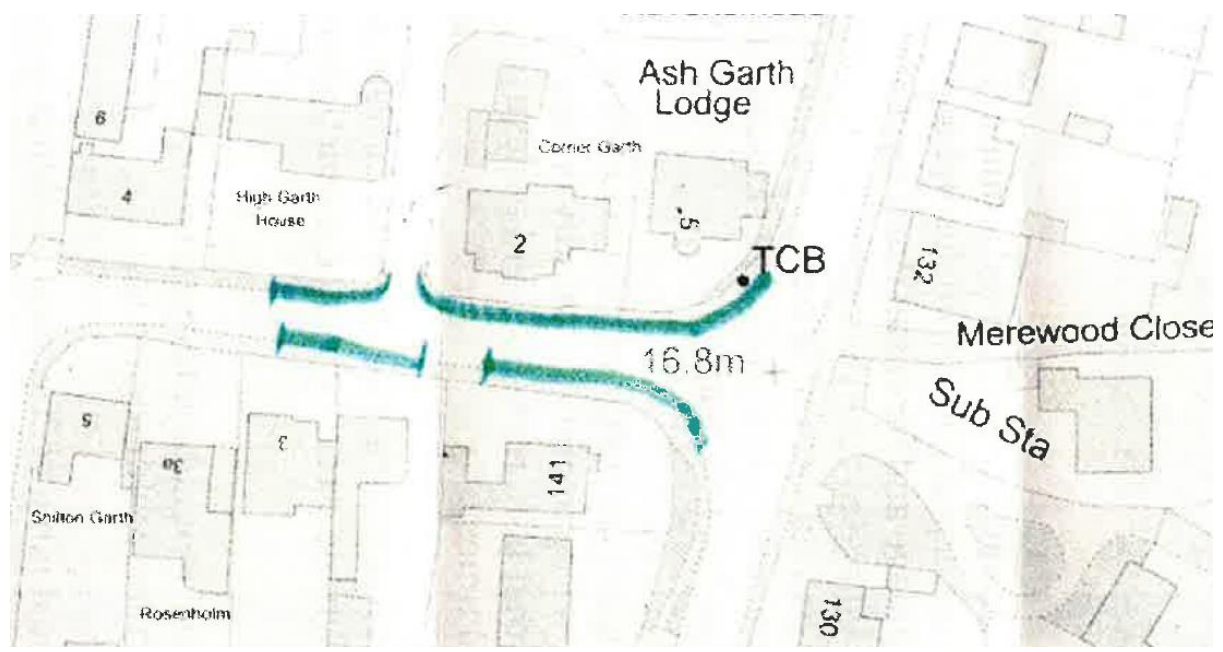 Ash Garth
Lodge
6
Corner Garth
4
High Garth
House
2
5
TCB
132
Merewood Close
16.8m
Sub Sta
5
3a
3
141
Shilton Garth
Rosenholm
130